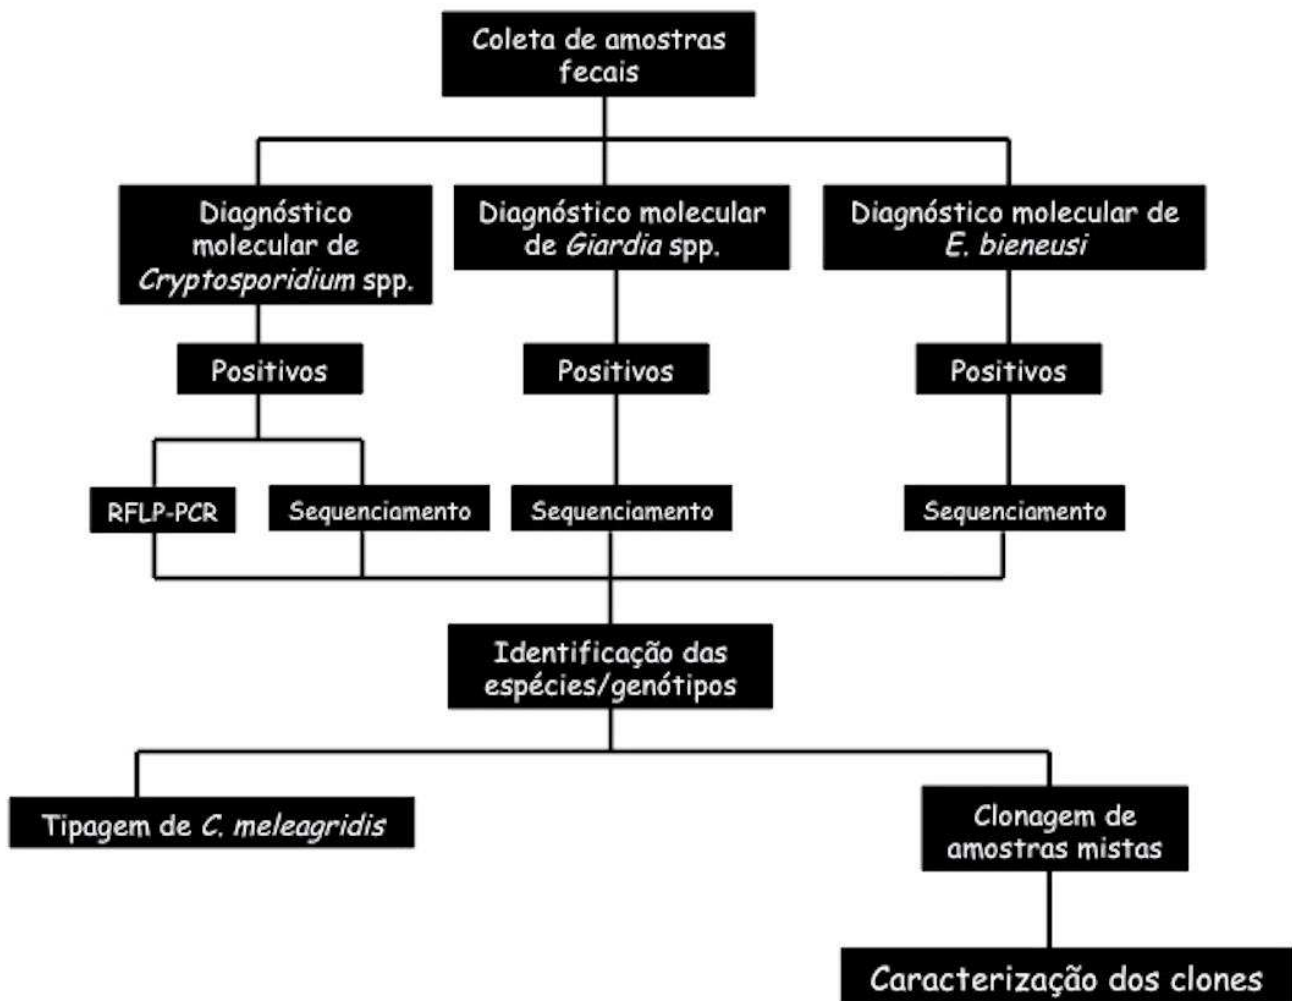 Coleta de amostras
fecais
Diagnóstico
molecular de
Cryptosporidium spp.
Diagnóstico molecular
de Giardia spp.
Diagnóstico molecular de
E. bieneusi
Positivos
Positivos
Positivos
RFLP-PCR
Sequenciamento
Sequenciamento
Sequenciamento
Identificação das
espécies/genótipos
Tipagem de C. meleagridis
Clonagem de
amostras mistas
Caracterização dos clones